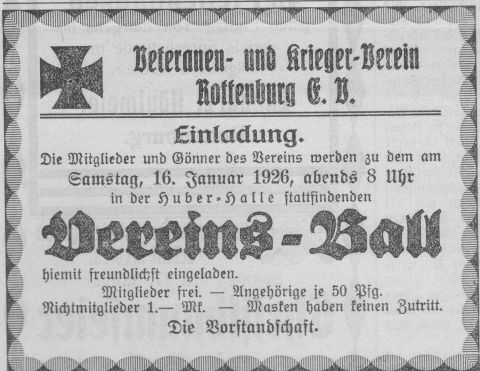 Veteranen- und Krieger-Verein
Rottenburg E. V.
Einladung.
Die Mitglieder und Gönner des Vereins werden zu dem am
Samstag, 16. Januar 1926, abends 8 Uhr
in der Huber-Halle stattfindenden
Vereins-Ball
hiemit freundlichst eingeladen.
Mitglieder frei. — Angehörige je 50 Pfg.
Nichtmitglieder 1.— Mk. — Masken haben keinen Zutritt.
Die Vorstandschaft.